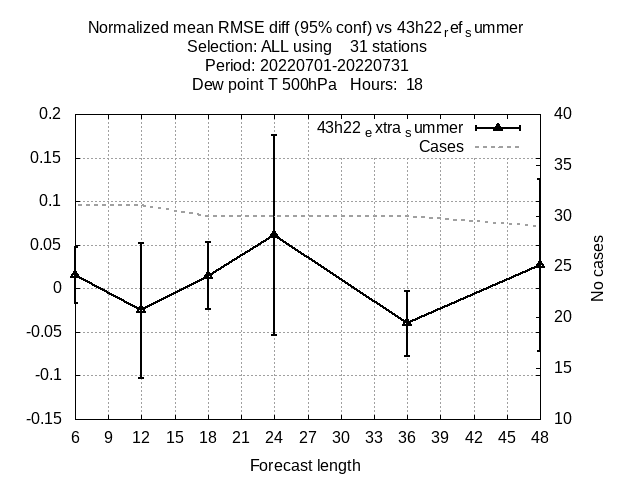 Normalized mean RMSE diff (95% conf) vs 43h22refsummer
Selection: ALL using 31 stations
Period: 20220701-20220731
Dew point T 500hPa Hours: 18
43h22extrasummer
Cases
0.2
0.15
0.1
0.05
0
-0.05
-0.1
-0.15
40
35
30
25
20
15
10
No cases
6 9 12 15 18 21 24 27 30 33 36 39 42 45 48
Forecast length